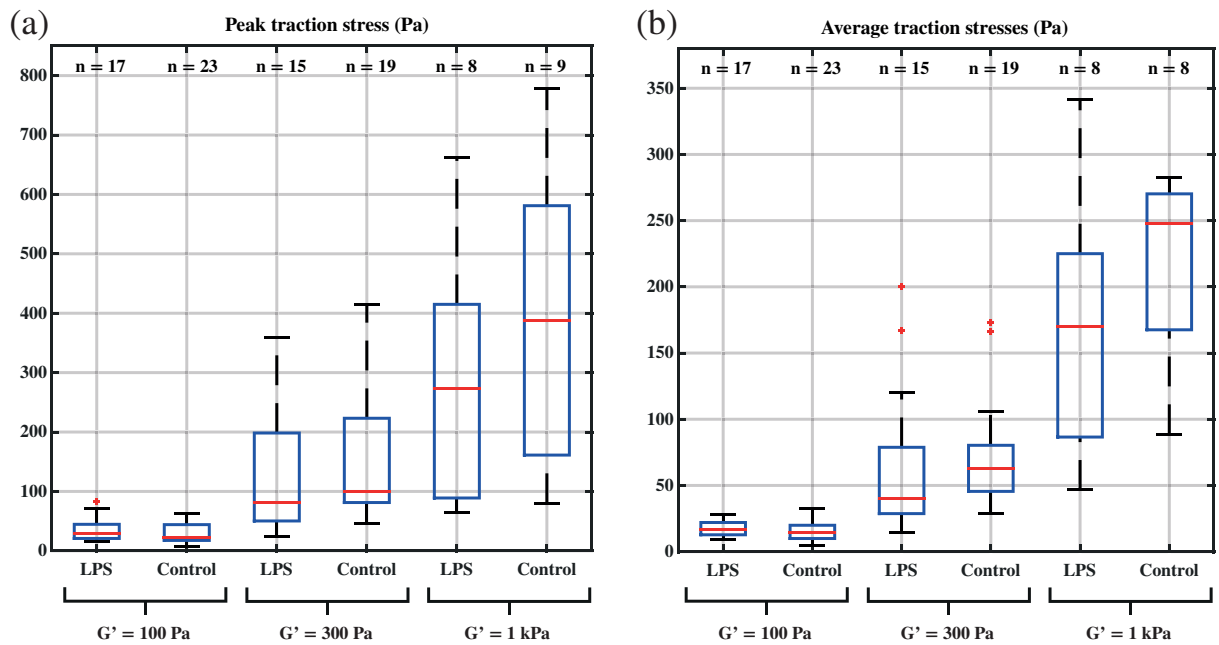 (a)
Peak traction stress (Pa)
n = 17 n = 23 n = 15 n = 19 n = 8 n = 9
800
700
600
500
400
300
200
100
0
LPS Control LPS Control LPS Control
G' = 100 Pa G' = 300 Pa G' = 1 kPa
(b)
Average traction stresses (Pa)
n = 17 n = 23 n = 15 n = 19 n = 8 n = 8
350
300
250
200
150
100
50
0
LPS Control LPS Control LPS Control
G' = 100 Pa G' = 300 Pa G' = 1 kPa